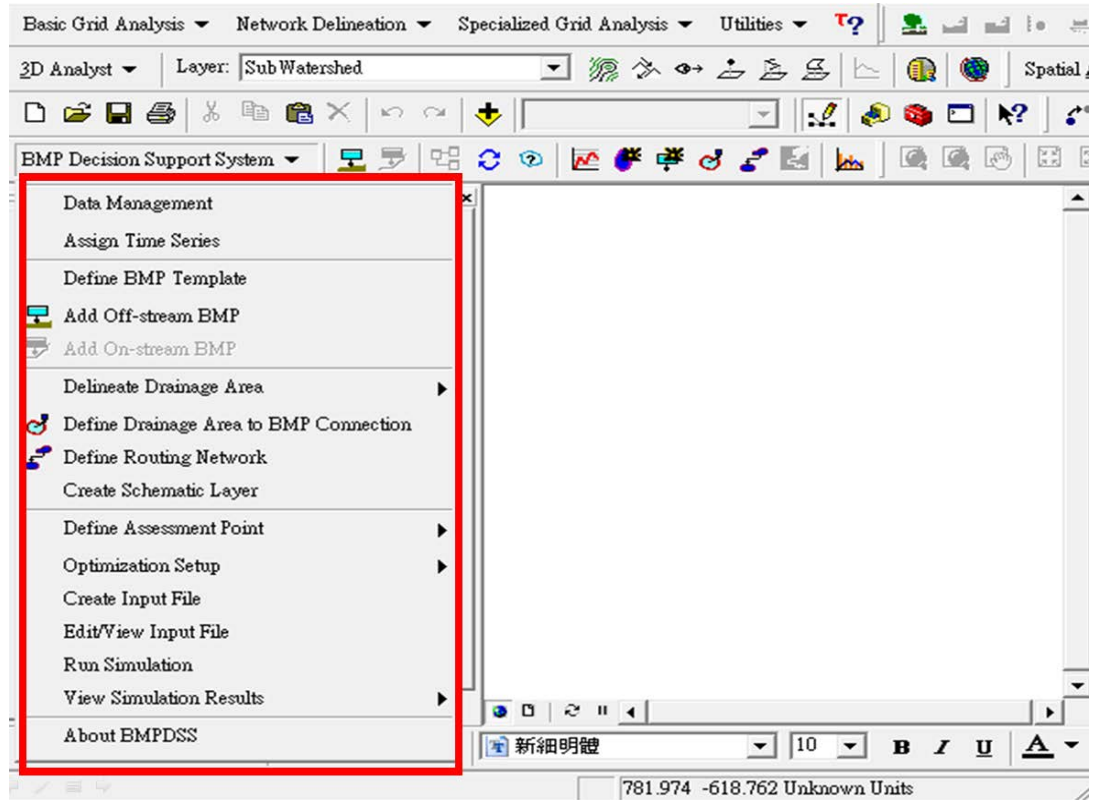 Basic Grid Analysis Network Delineation Specialized Grid Analysis Utilities T?
3D Analyst Layer: Sub Watershed Spatial
BMP Decision Support System
Data Management
Assign Time Series
Define BMP Template
Add Off-stream BMP
Add On-stream BMP
Delineate Drainage Area
Define Drainage Area to BMP Connection
Define Routing Network
Create Schematic Layer
Define Assessment Point
Optimization Setup
Create Input File
Edit/View Input File
Run Simulation
View Simulation Results
About BMPDSS
新細明體 10 B I U A
781.974 -618.762 Unknown Units